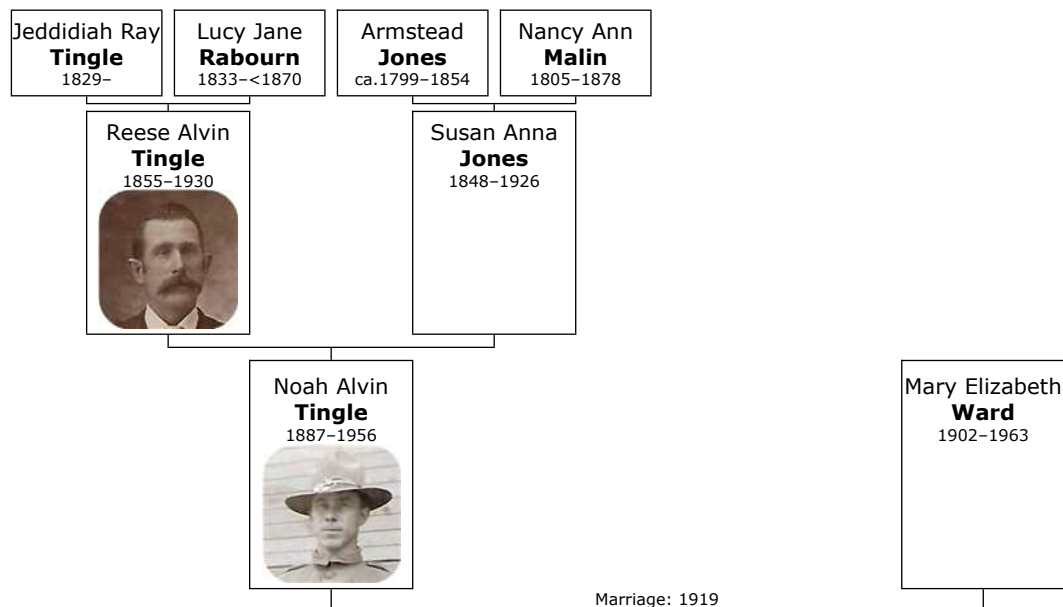 Jeddidiah Ray
Tingle
1829–
Lucy Jane
Rabourn
1833–<1870
Armstead
Jones
ca.1799–1854
Nancy Ann
Malin
1805–1878
Reese Alvin
Tingle
1855–1930
Susan Anna
Jones
1848–1926
Noah Alvin
Tingle
1887–1956
Mary Elizabeth
Ward
1902–1963
Marriage: 1919